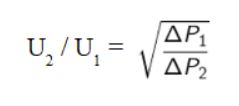 U₂ / U₁ = √(ΔP₁ / ΔP₂)